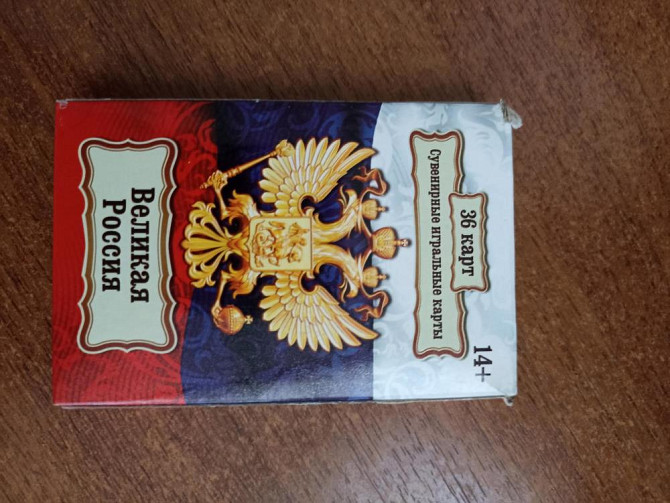 36 карт
Сувенирные игральные карты
14+
Великая
Россия